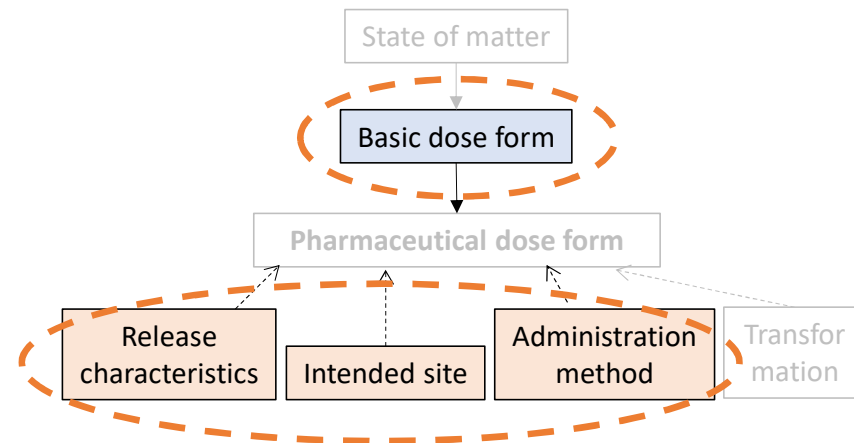 State of matter
Basic dose form
Pharmaceutical dose form
Release
characteristics
Intended site
Administration
method
Transfor
mation